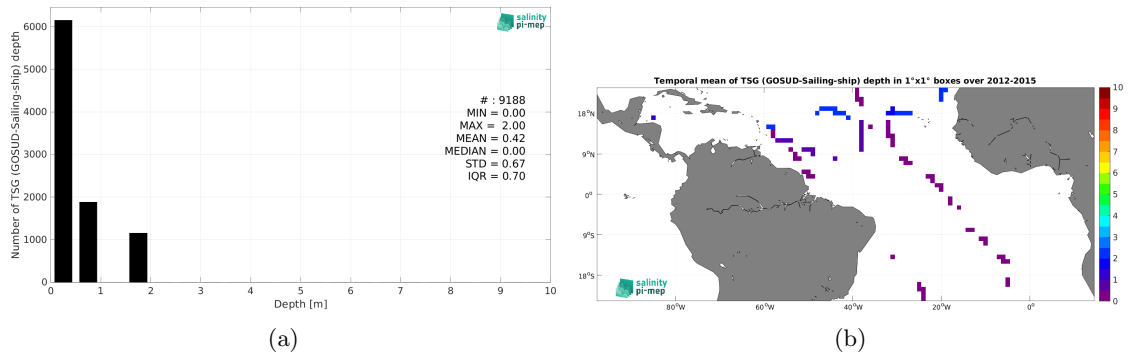 6000
5000
4000
3000
2000
1000
0
Number of TSG (GOSUD-Sailing-ship) depth
salinity
pi-mep
# : 9188
MIN = 0.00
MAX = 2.00
MEAN = 0.42
MEDIAN = 0.00
STD = 0.67
IQR = 0.70
0 1 2 3 4 5 6 7 8 9 10
Depth [m]
(a)
Temporal mean of TSG (GOSUD-Sailing-ship) depth in 1°x1° boxes over 2012-2015
18°N
9°N
0°
9°S
18°S
salinity
pi-mep
80°W 60°W 40°W 20°W 0°
10
9
8
7
6
5
4
3
2
1
0
(b)